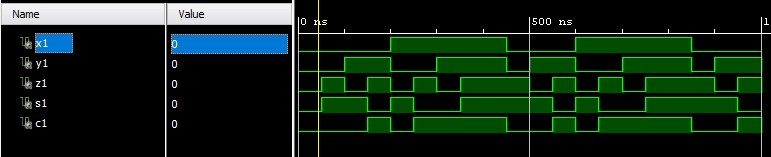 Name Value 0 ns 500 ns 1
x1 0
y1 0
z1 0
s1 0
c1 0